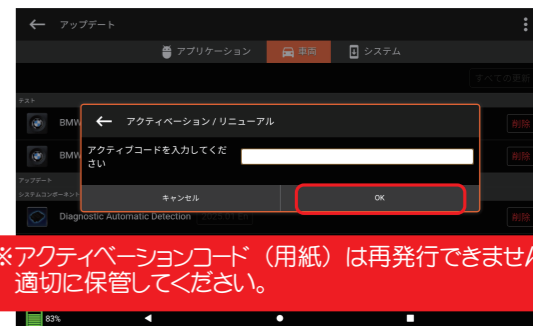 アップデート
アプリケーション 車両 システム
すべての更新
テスト
BMW 削除
アクティベーション / リニューアル
BMW 削除
アクティブコードを入力してくだ
さい
アップデート
システムコンポーネント
キャンセル OK
Diagnostic Automatic Detection 削除
※アクティベーションコード（用紙）は再発行できません
適切に保管してください。
83%